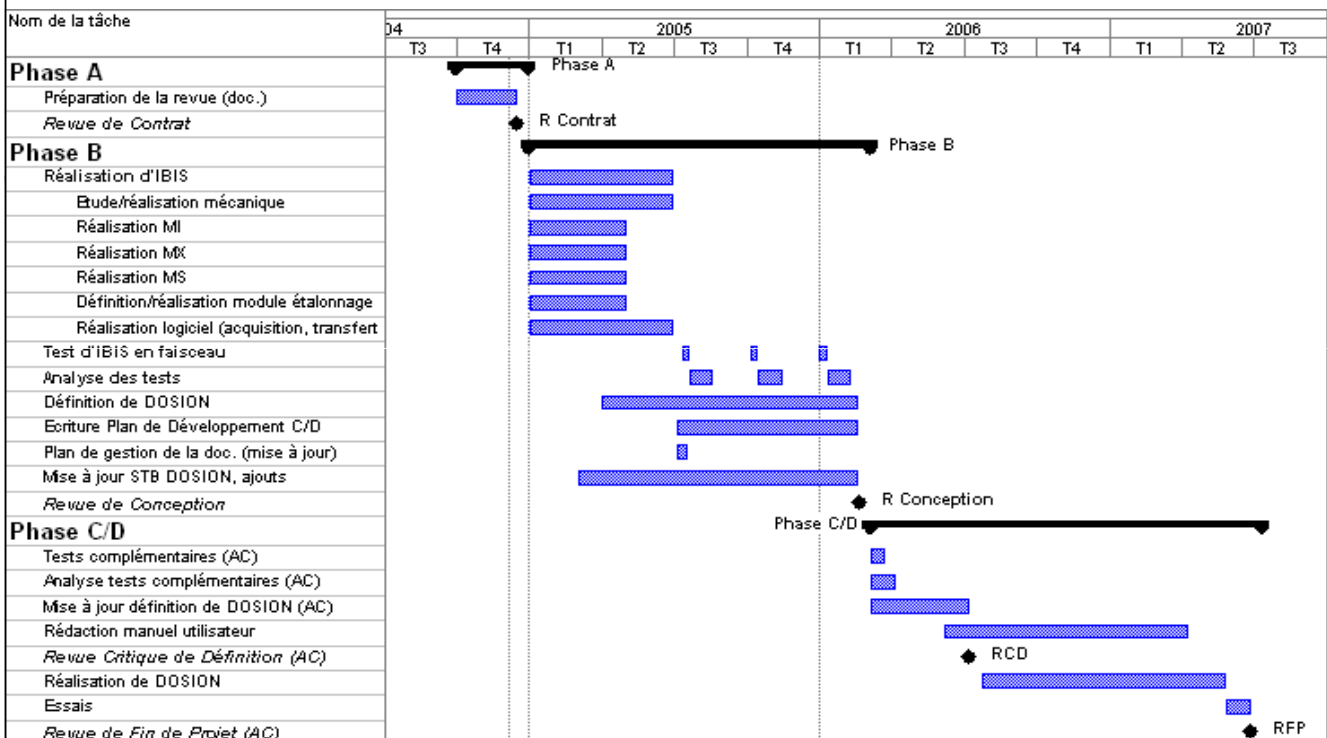 Nom de la tâche
04 2005 2006 2007
T3 T4 T1 T2 T3 T4 T1 T2 T3 T4 T1 T2 T3
Phase A Phase A
Préparation de la revue (doc.)
Revue de Contrat R Contrat
Phase B Phase B
Réalisation d'IBIS
Etude/réalisation mécanique
Réalisation MI
Réalisation MX
Réalisation MS
Définition/réalisation module étalonnage
Réalisation logiciel (acquisition, transfert
Test d'IBIS en faisceau
Analyse des tests
Définition de DOSION
Ecriture Plan de Développement C/D
Plan de gestion de la doc. (mise à jour)
Mise à jour STB DOSION, ajouts
Revue de Conception R Conception
Phase C/D Phase C/D
Tests complémentaires (AC)
Analyse tests complémentaires (AC)
Mise à jour définition de DOSION (AC)
Rédaction manuel utilisateur
Revue Critique de Définition (AC) RCD
Réalisation de DOSION
Essais
Revue de Fin de Projet (AC) RFP